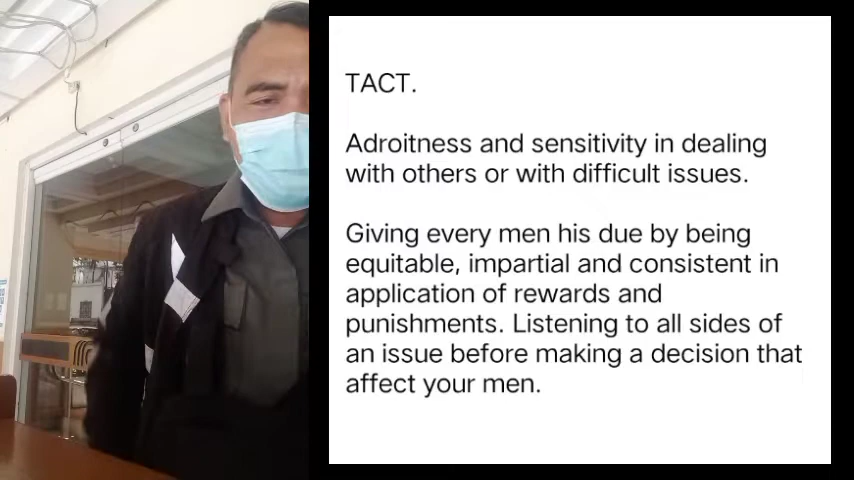 TACT.
Adroitness and sensitivity in dealing
with others or with difficult issues.
Giving every men his due by being
equitable, impartial and consistent in
application of rewards and
punishments. Listening to all sides of
an issue before making a decision that
affect your men.